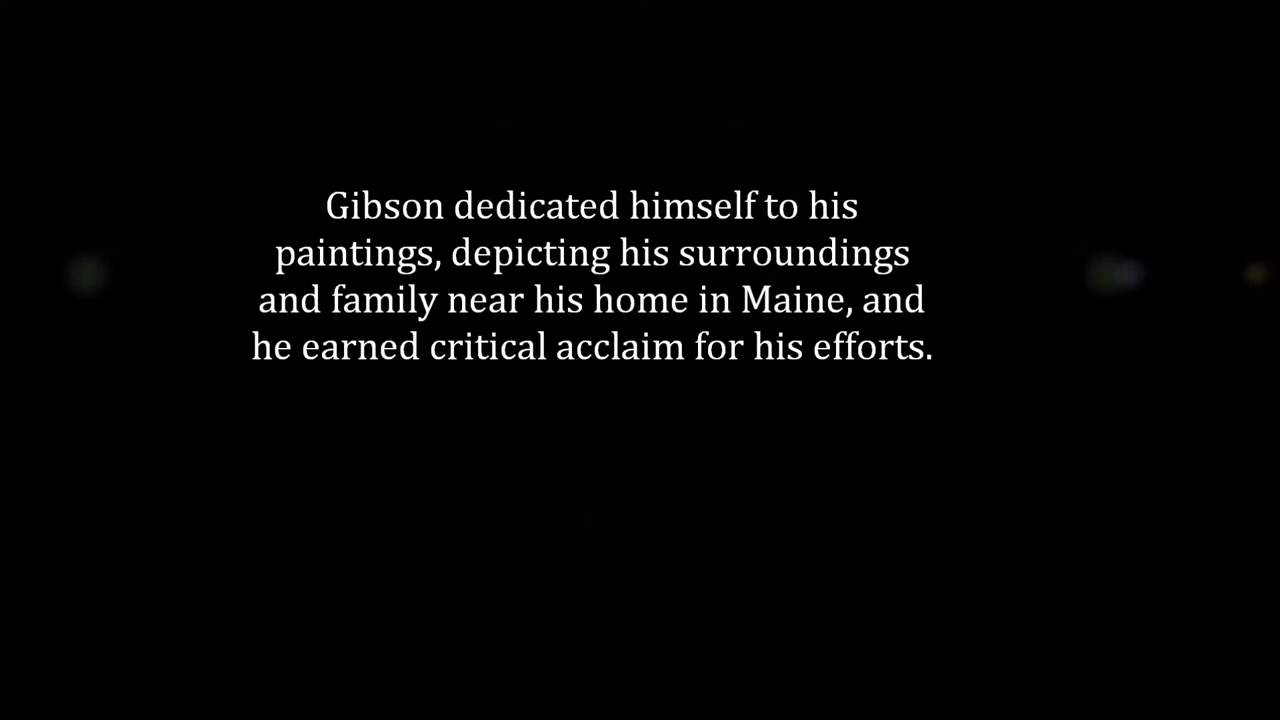 Gibson dedicated himself to his
paintings, depicting his surroundings
and family near his home in Maine, and
he earned critical acclaim for his efforts.